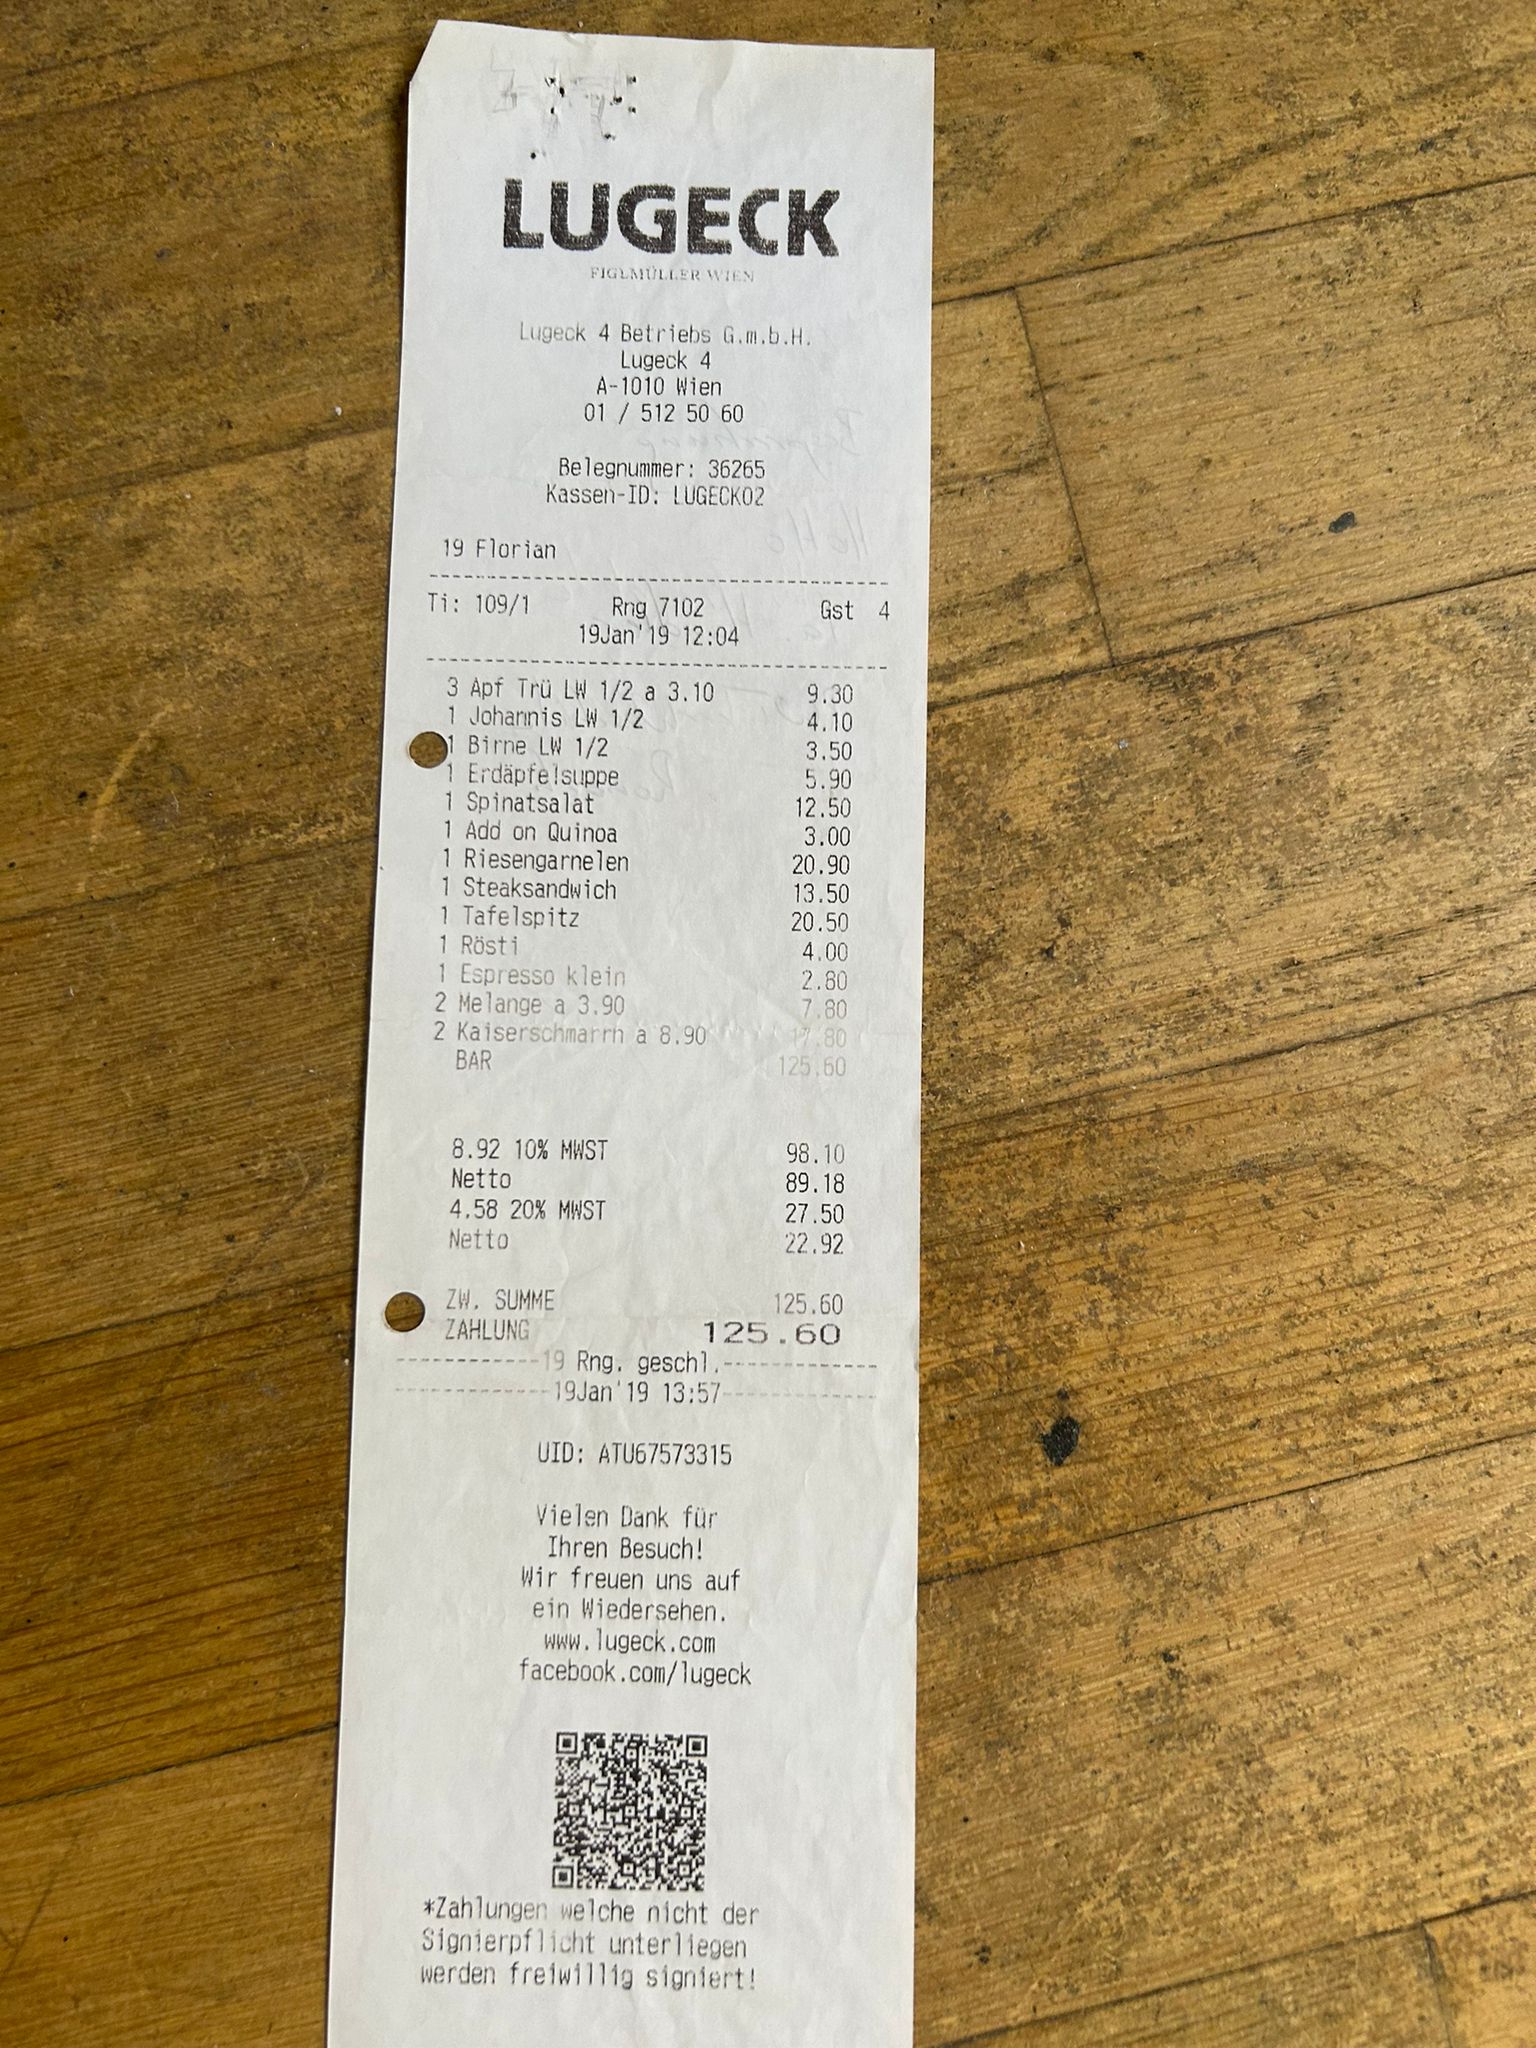 LUGECK
FIGLMÜLLER WIEN
Lugeck 4 Betriebs G.m.b.H.
Lugeck 4
A-1010 Wien
01 / 512 50 60
Belegnummer: 36265
Kassen-ID: LUGECK02
19 Florian
Ti: 109/1 Rng 7102 Gst 4
19Jan'19 12:04
3 Apf Trü LW 1/2 a 3.10 9.30
1 Johannis LW 1/2 4.10
1 Birne LW 1/2 3.50
1 Erdäpfelsuppe 5.90
1 Spinatsalat 12.50
1 Add on Quinoa 3.00
1 Riesengarnelen 20.90
1 Steaksandwich 13.50
1 Tafelspitz 20.50
1 Rösti 4.00
1 Espresso klein 2.80
2 Melange a 3.90 7.80
2 Kaiserschmarrn a 8.90 17.80
BAR 125.60
8.92 10% MWST 98.10
Netto 89.18
4.58 20% MWST 27.50
Netto 22.92
ZW. SUMME 125.60
ZAHLUNG 125.60
-----------19 Rng. geschl.------------
------------19Jan'19 13:57------------
UID: ATU67573315
Vielen Dank für
Ihren Besuch!
Wir freuen uns auf
ein Wiedersehen.
www.lugeck.com
facebook.com/lugeck
*Zahlungen welche nicht der
Signierpflicht unterliegen
werden freiwillig signiert!